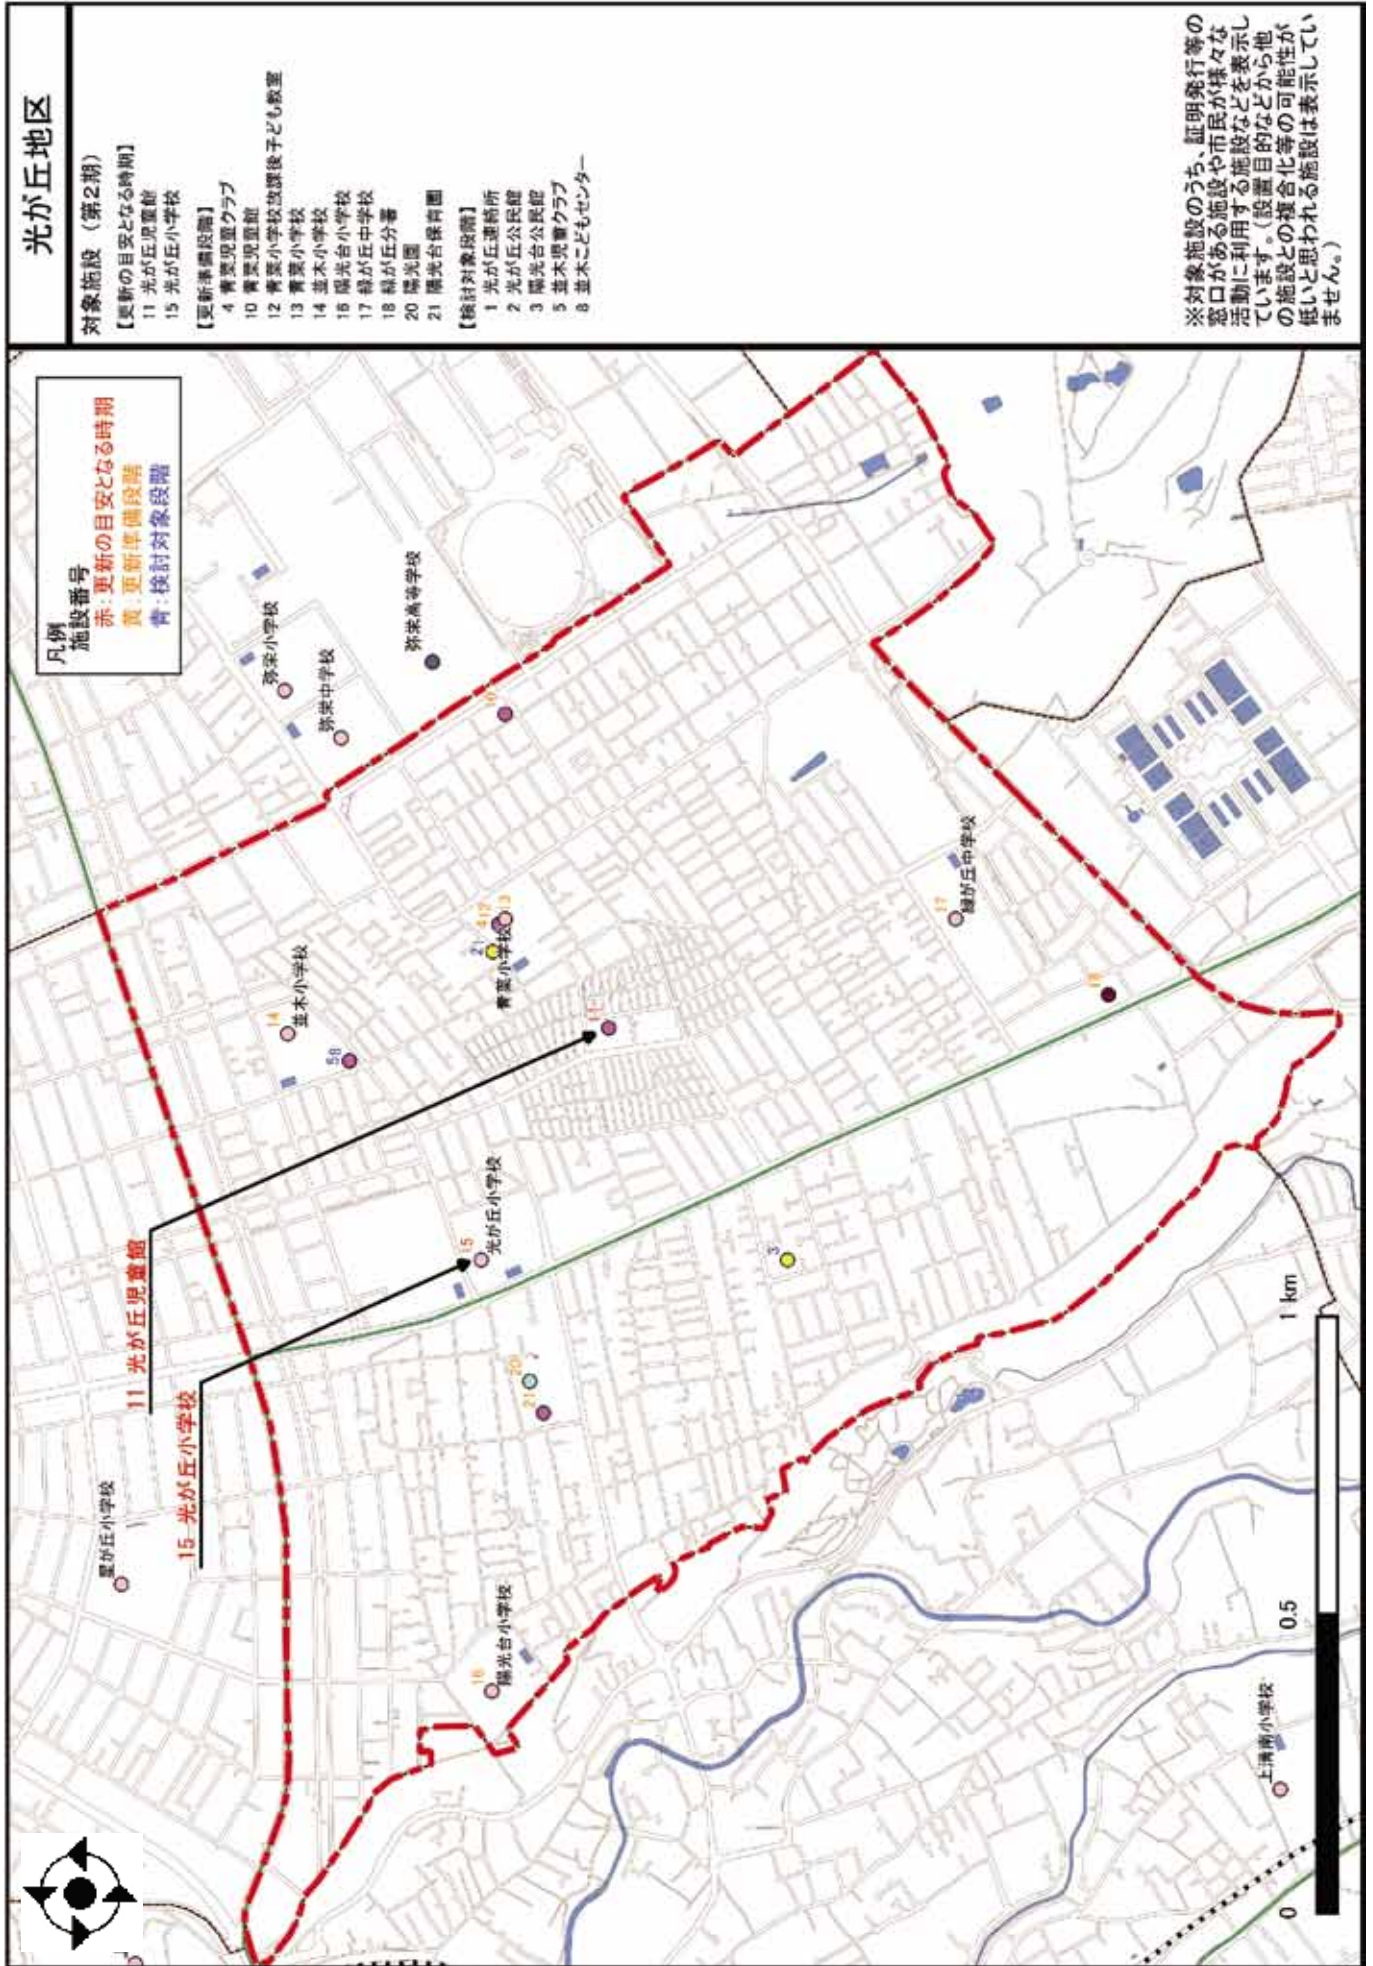 光が丘地区
対象施設 (第2期)
【更新の目安となる時期】
11 光が丘児童館
15 光が丘小学校
【更新準備段階】
4 青葉児童クラブ
10 青葉児童館
12 青葉小学校放課後子ども教室
13 青葉小学校
14 並木小学校
16 陽光台小学校
17 緑が丘中学校
18 緑が丘分署
20 陽光園
21 陽光台保育園
【検討対象段階】
1 光が丘連絡所
2 光が丘公民館
3 陽光台公民館
5 並木児童クラブ
8 並木こどもセンター
※対象施設のうち、証明発行等の
窓口がある施設や市民が様々な
活動に利用する施設などを表示し
ています。(設置目的などから他
の施設との複合化等の可能性が
低いと思われる施設は表示してい
ません。)
凡例
施設番号
赤:更新の目安となる時期
黄:更新準備段階
青:検討対象段階
弥栄小学校
弥栄中学校
弥栄高等学校
10
14
並木小学校
58
21
412
13
青葉小学校
11
17
緑が丘中学校
18
11 光が丘児童館
15 光が丘小学校
15
光が丘小学校
3
20
21
星が丘小学校
16
陽光台小学校
上溝南小学校
0
0.5
1 km